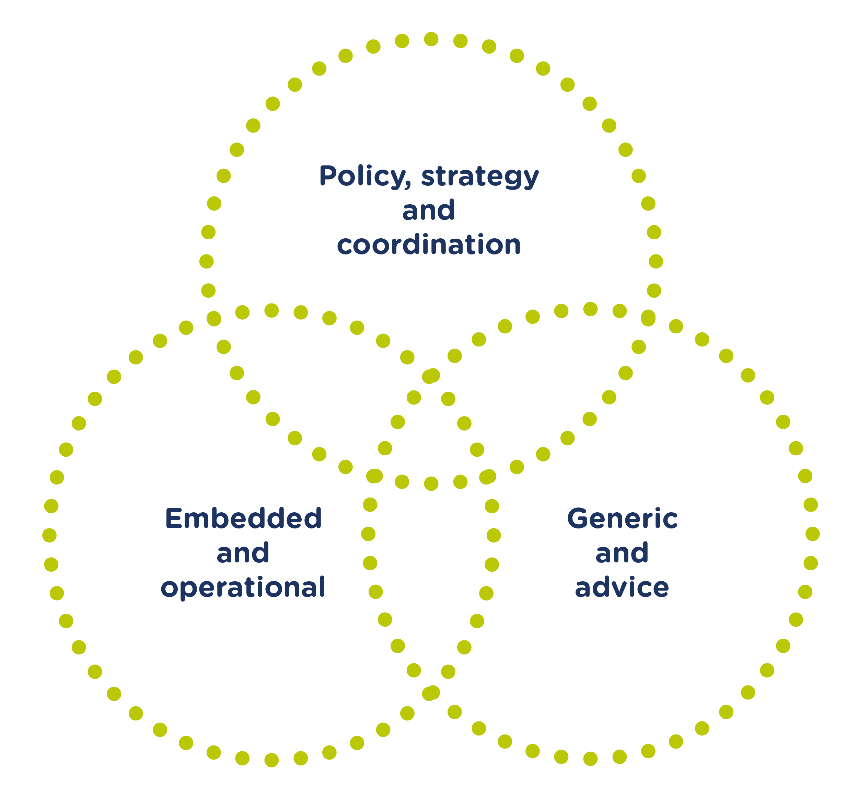 Policy, strategy
and
coordination
Embedded
and
operational
Generic
and
advice